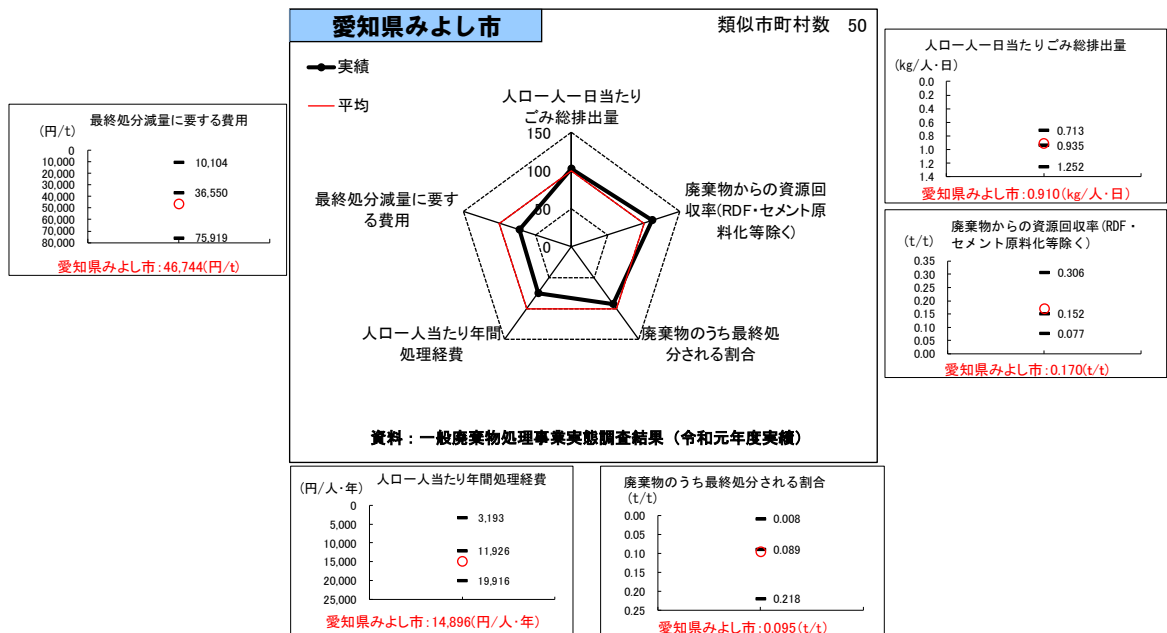 愛知県みよし市
類似市町村数 50
実績
平均
人口一人一日当たり
ごみ総排出量
廃棄物からの資源回
収率(RDF・セメント原
料化等除く)
廃棄物のうち最終処
分される割合
人口一人当たり年間
処理経費
最終処分減量に要す
る費用
150
100
50
0
資料:一般廃棄物処理事業実態調査結果(令和元年度実績)
最終処分減量に要する費用
(円/t)
0
10,000
20,000
30,000
40,000
50,000
60,000
70,000
80,000
10,104
36,550
75,919
愛知県みよし市:46,744(円/t)
人口一人一日当たりごみ総排出量
(kg/人・日)
0.0
0.2
0.4
0.6
0.8
1.0
1.2
1.4
0.713
0.935
1.252
愛知県みよし市:0.910(kg/人・日)
廃棄物からの資源回収率(RDF・
セメント原料化等除く)
(t/t)
0.35
0.30
0.25
0.20
0.15
0.10
0.05
0.00
0.306
0.152
0.077
愛知県みよし市:0.170(t/t)
人口一人当たり年間処理経費
(円/人・年)
0
5,000
10,000
15,000
20,000
25,000
3,193
11,926
19,916
愛知県みよし市:14,896(円/人・年)
廃棄物のうち最終処分される割合
(t/t)
0.00
0.05
0.10
0.15
0.20
0.25
0.008
0.089
0.218
愛知県みよし市:0.095(t/t)